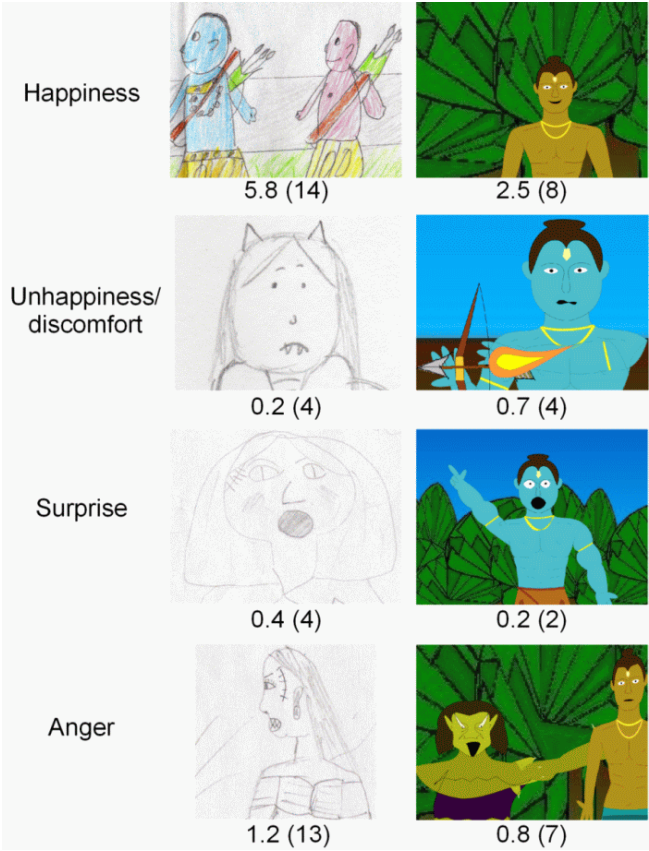 Happiness
5.8 (14)
2.5 (8)
Unhappiness/
discomfort
0.2 (4)
0.7 (4)
Surprise
0.4 (4)
0.2 (2)
Anger
1.2 (13)
0.8 (7)